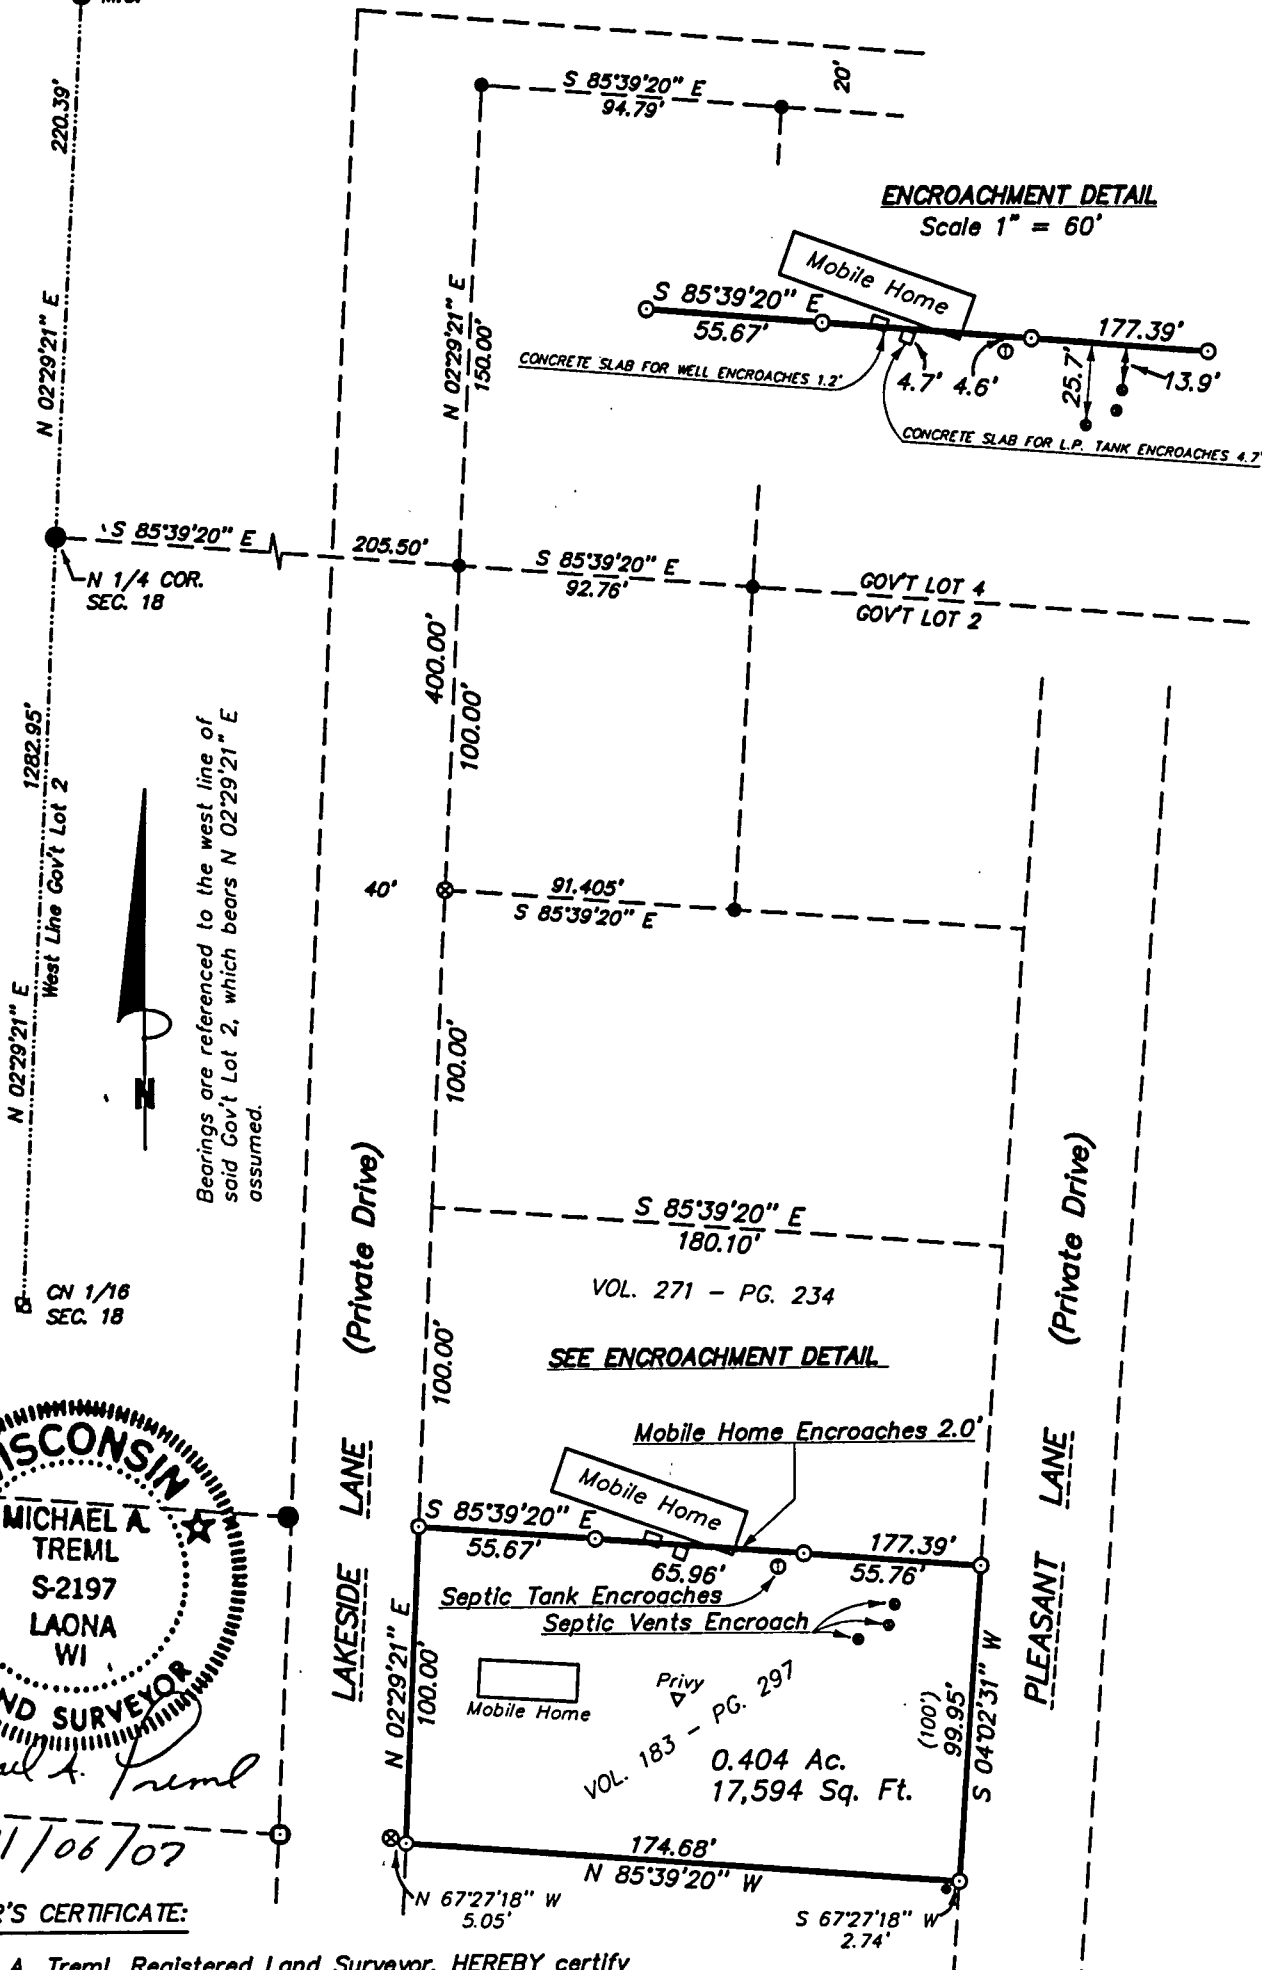 220.39'
N 02°29'21" E
S 85°39'20" E
94.79'
20'
N 02°29'21" E
150.00'
ENCROACHMENT DETAIL
Scale 1" = 60'
Mobile Home
S 85°39'20" E
55.67'
177.39'
CONCRETE SLAB FOR WELL ENCROACHES 1.2'
4.7'
4.6'
25.7'
13.9'
CONCRETE SLAB FOR L.P. TANK ENCROACHES 4.7'
S 85°39'20" E
205.50'
N 1/4 COR.
SEC. 18
S 85°39'20" E
92.76'
GOV'T LOT 4
GOV'T LOT 2
400.00'
100.00'
1282.95'
West Line Gov't Lot 2
N 02°29'21" E
Bearings are referenced to the west line of
said Gov't Lot 2, which bears N 02°29'21" E
assumed.
N
40'
91.405'
S 85°39'20" E
100.00'
S 85°39'20" E
180.10'
VOL. 271 - PG. 234
CN 1/16
SEC. 18
LAKESIDE LANE (Private Drive)
PLEASANT LANE (Private Drive)
100.00'
SEE ENCROACHMENT DETAIL
Mobile Home Encroaches 2.0'
Mobile Home
S 85°39'20" E
55.67'
65.96'
177.39'
55.76'
Septic Tank Encroaches
Septic Vents Encroach
N 02°29'21" E
100.00'
Mobile Home
Privy
VOL. 183 - PG. 297
0.404 Ac.
17,594 Sq. Ft.
(100')
99.95'
S 04°02'31" W
174.68'
N 85°39'20" W
N 67°27'18" W
5.05'
S 67°27'18" W
2.74'
ISCONSIN
MICHAEL A.
TREML
S-2197
LAONA
WI
ND SURVEYOR
ael A. Treml
1/06/07
R'S CERTIFICATE:
A. Treml, Registered Land Surveyor, HEREBY certify